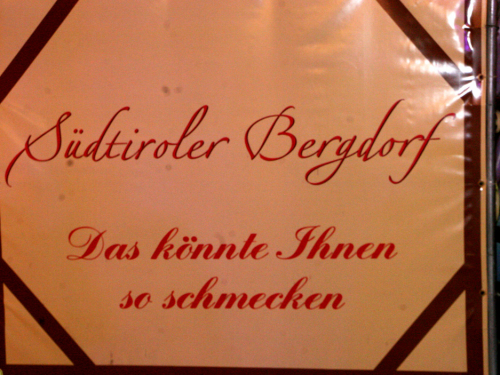 Südtiroler Bergdorf
Das könnte Ihnen
so schmecken